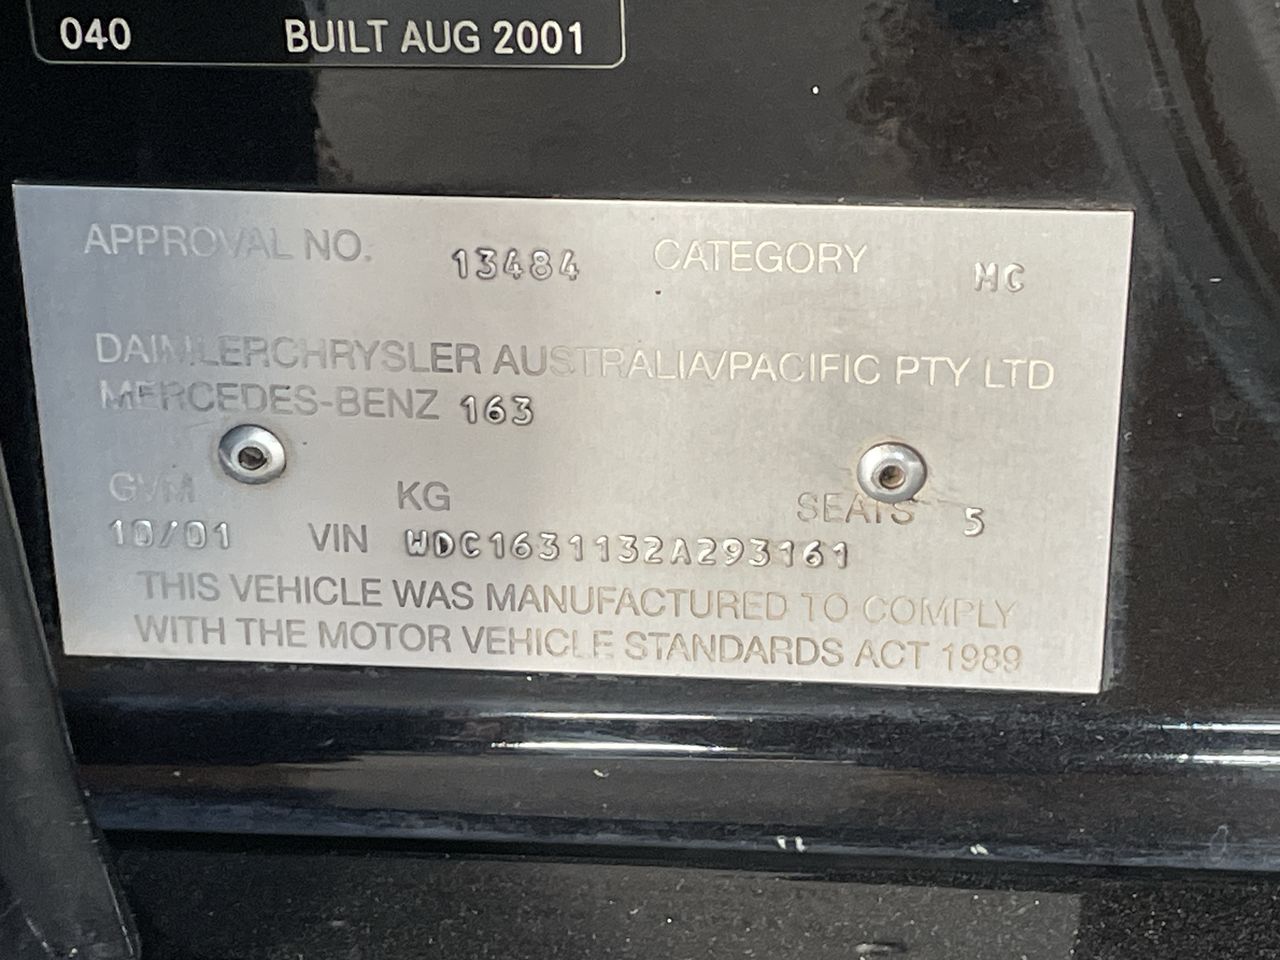 040 BUILT AUG 2001
APPROVAL NO. 13484 CATEGORY MC
DAIMLERCHRYSLER AUSTRALIA/PACIFIC PTY LTD
MERCEDES-BENZ 163
GVM KG SEATS 5
10/01 VIN WDC1631132A293161
THIS VEHICLE WAS MANUFACTURED TO COMPLY
WITH THE MOTOR VEHICLE STANDARDS ACT 1989